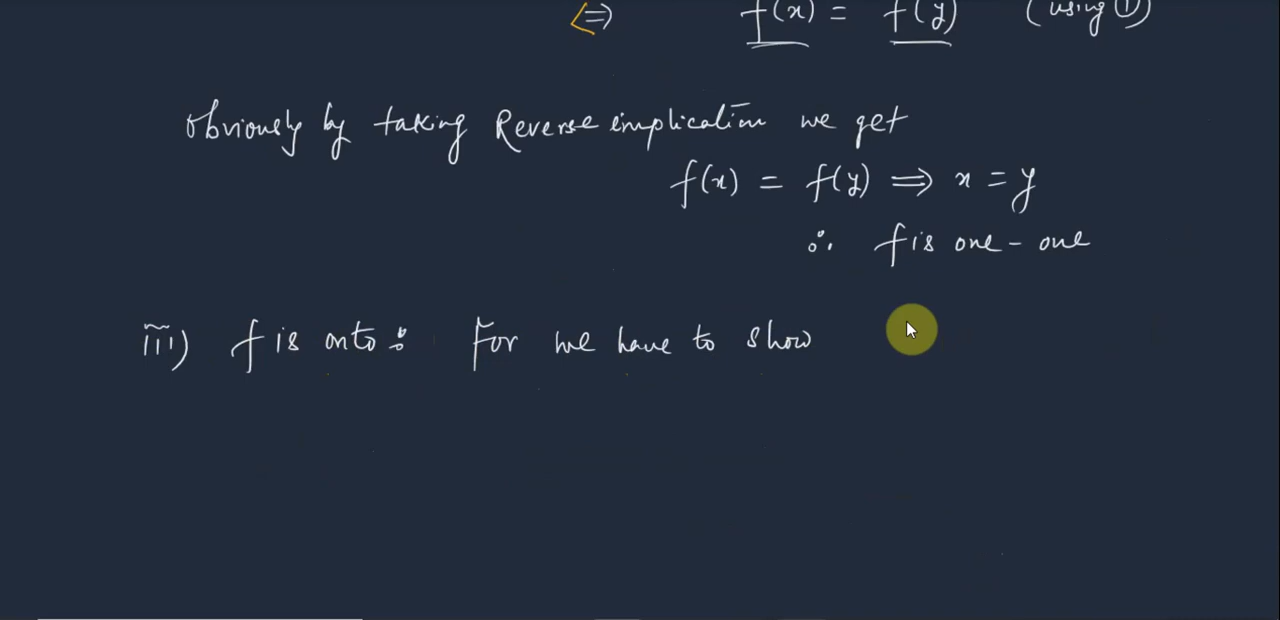 ⇔ f(x) = f(y) (using ①)
obviously by taking Reverse implication we get
f(x) = f(y) ⟹ x = y
∴ f is one-one
iii) f is onto: For we have to show